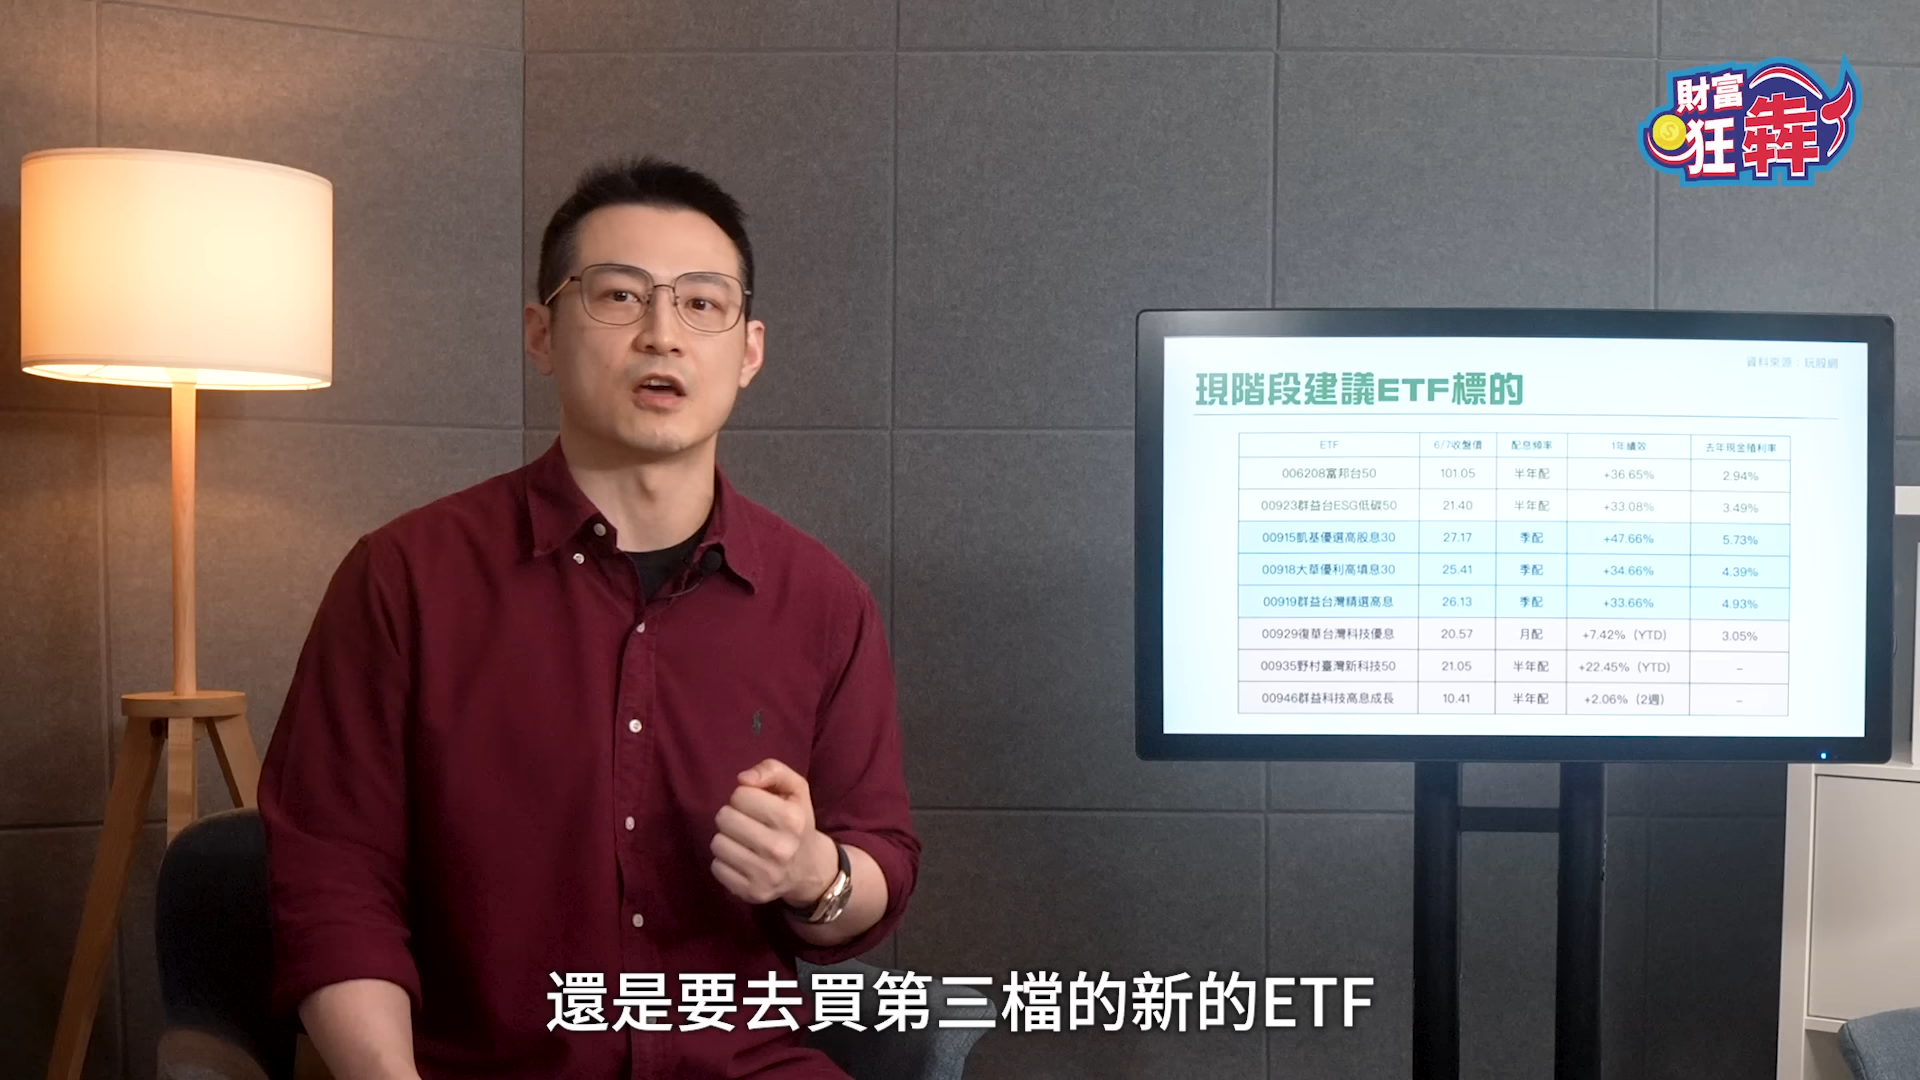 財富
狂犇
資料來源：玩股網
現階段建議ETF標的
ETF 6/7收盤價 配息頻率 1年績效 去年現金殖利率
006208富邦台50 101.05 半年配 +36.65% 2.94%
00923群益台ESG低碳50 21.40 半年配 +33.08% 3.49%
00915凱基優選高股息30 27.17 季配 +47.66% 5.73%
00918大華優利高填息30 25.41 季配 +34.66% 4.39%
00919群益台灣精選高息 26.13 季配 +33.66% 4.93%
00929復華台灣科技優息 20.57 月配 +7.42%（YTD） 3.05%
00935野村臺灣新科技50 21.05 半年配 +22.45%（YTD） –
00946群益科技高息成長 10.41 半年配 +2.06%（2週） –
還是要去買第三檔的新的ETF